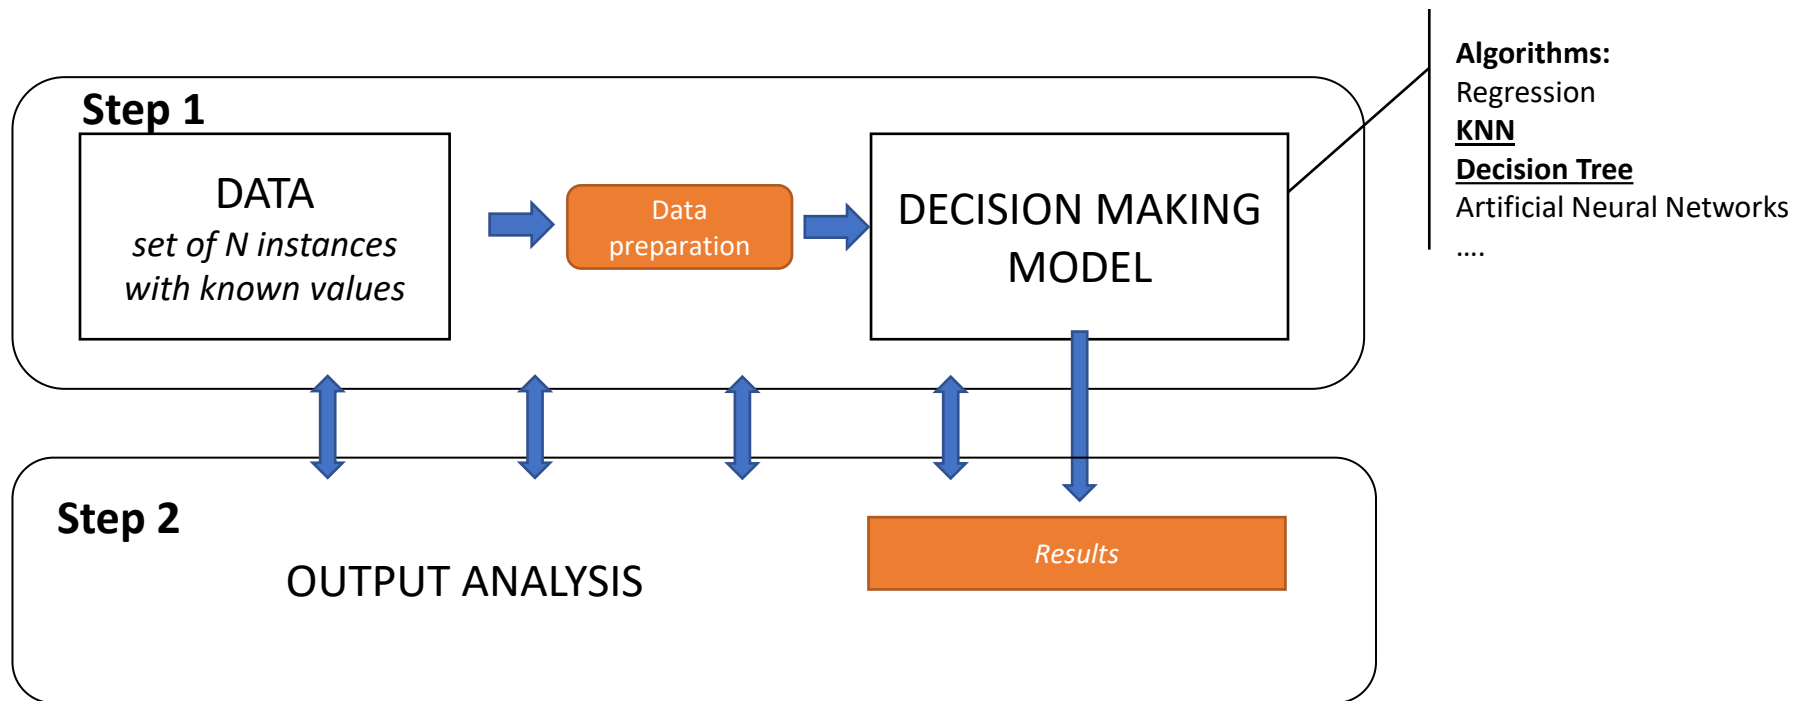 Step 1
DATA
set of N instances
with known values
Data
preparation
DECISION MAKING
MODEL
Algorithms:
Regression
KNN
Decision Tree
Artificial Neural Networks
....
Step 2
OUTPUT ANALYSIS
Results